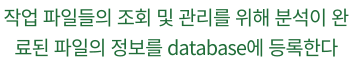 작업 파일들의 조회 및 관리를 위해 분석이 완
료된 파일의 정보를 database에 등록한다